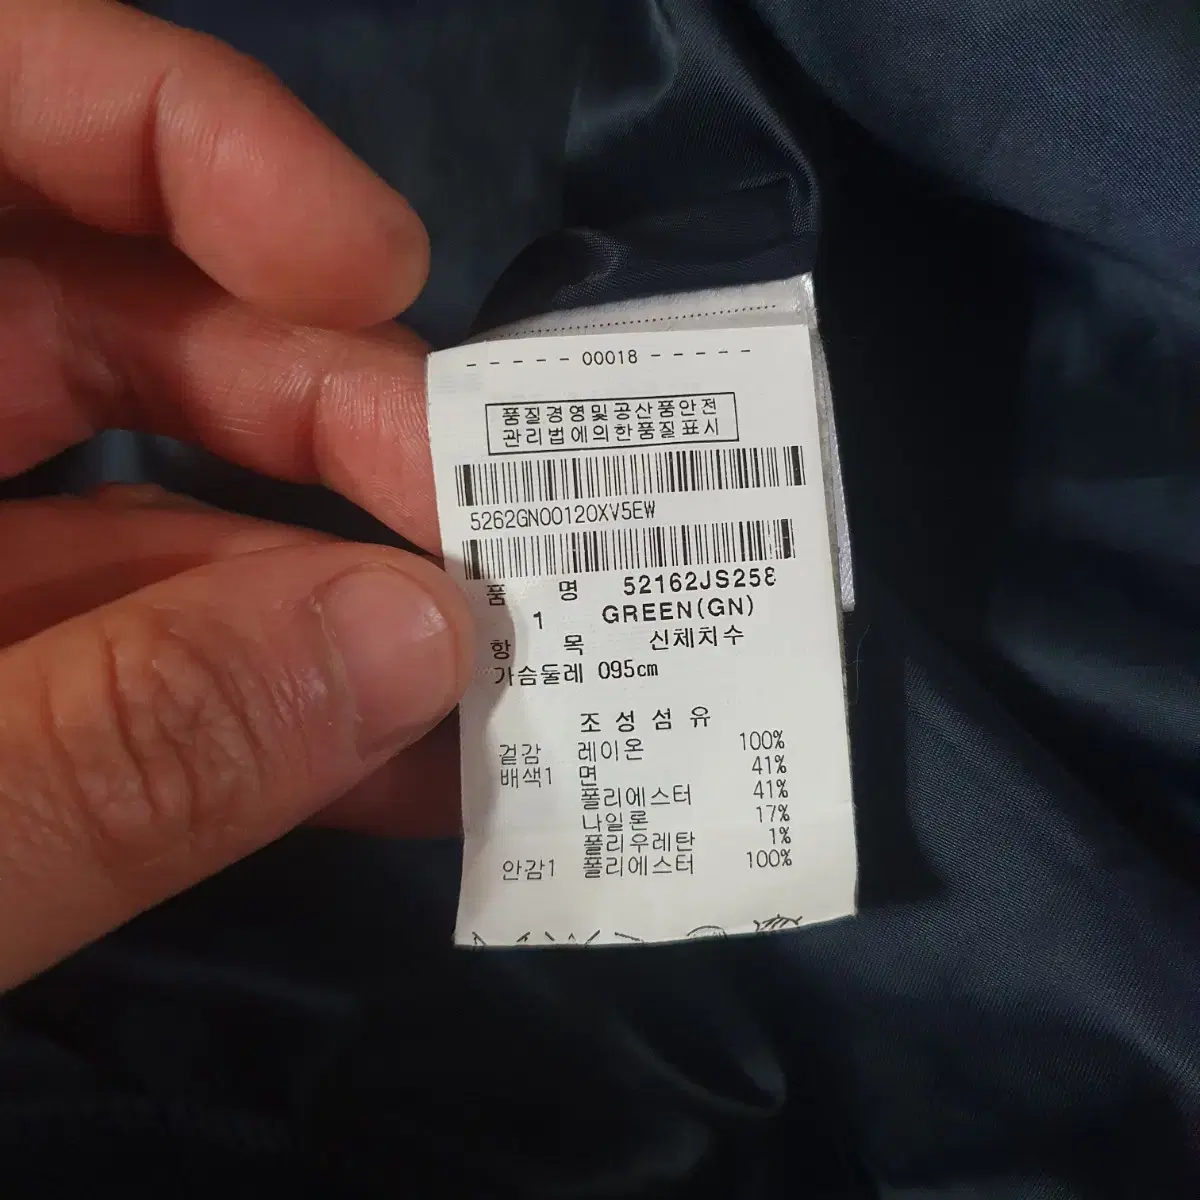 - - - - - 00018 - - - - -
품질경영및공산품안전
관리법에의한품질표시
5262GN00120XV5EW
품 명 52162JS258
1 GREEN(GN)
항 목 신체치수
가슴둘레 095cm
조성섬유
겉감 레이온 100%
배색1 면 41%
폴리에스터 41%
나일론 17%
폴리우레탄 1%
안감1 폴리에스터 100%